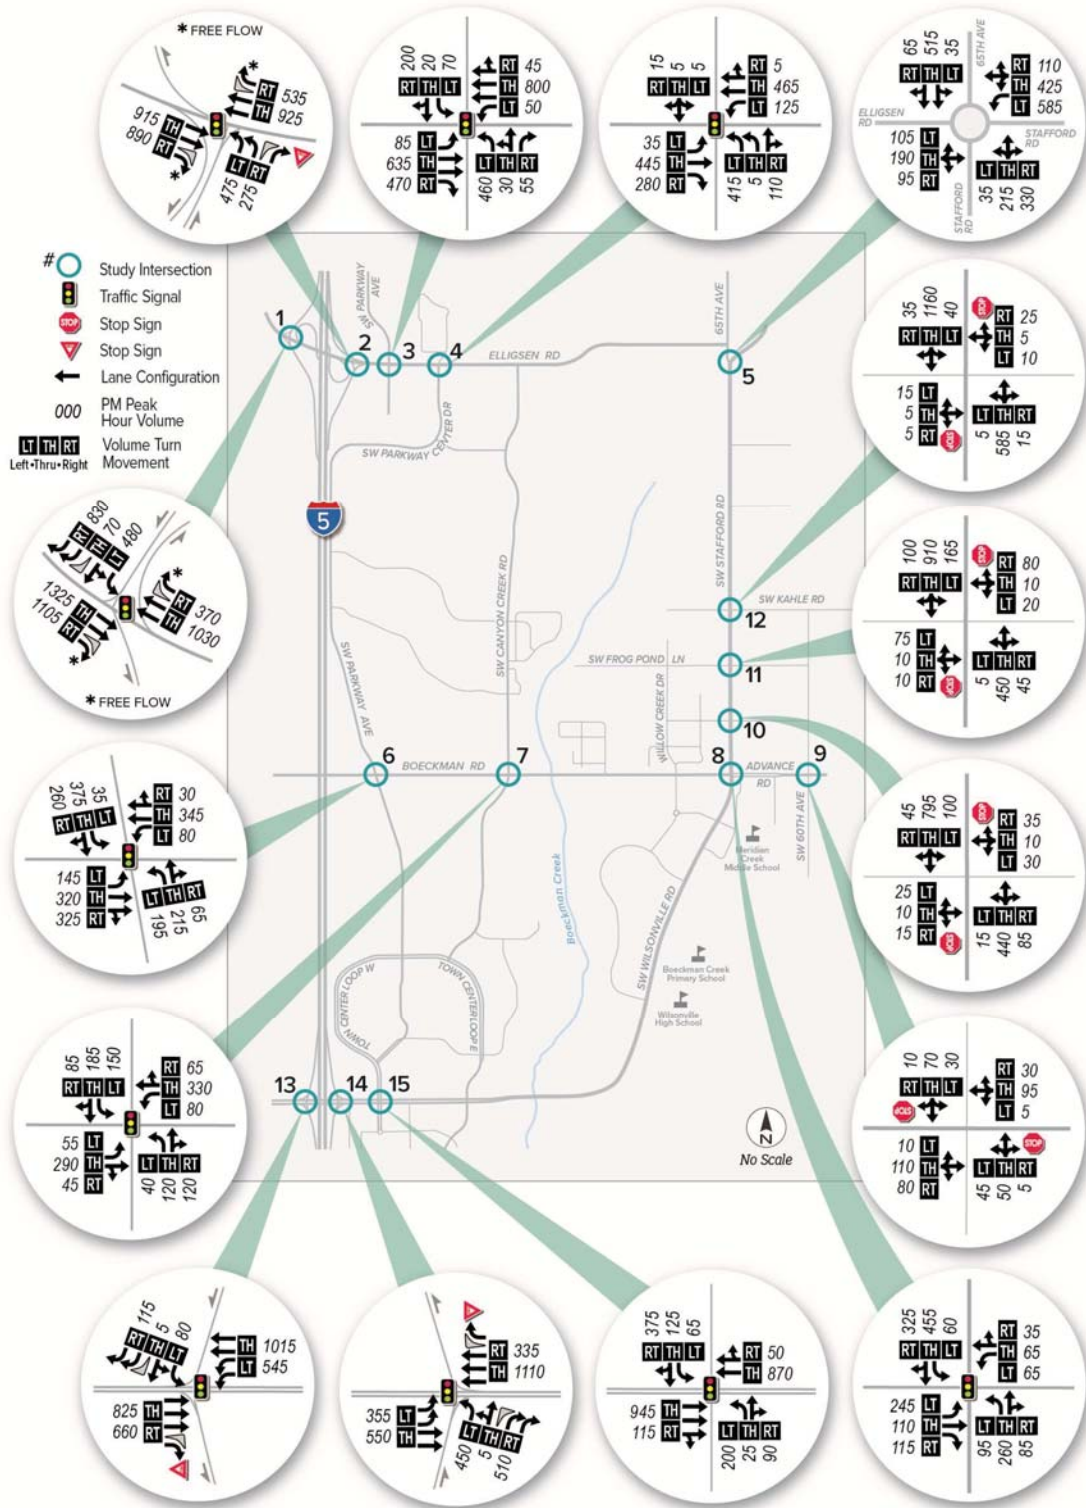 * FREE FLOW
RT 535
TH 925
915 TH
890 RT
*
*
LT RT
475 275
200 20 70
RT TH LT
RT 45
TH 800
LT 50
85 LT
635 TH
470 RT
LT TH RT
460 30 55
15 5 5
RT TH LT
RT 5
TH 465
LT 125
35 LT
445 TH
280 RT
LT TH RT
415 5 110
65 515 35
RT TH LT
65TH AVE
RT 110
TH 425
LT 585
ELLIGSEN RD
STAFFORD RD
105 LT
190 TH
95 RT
LT TH RT
35 215 330
STAFFORD RD
# Study Intersection
Traffic Signal
STOP Stop Sign
Stop Sign
Lane Configuration
000 PM Peak
Hour Volume
LT TH RT Volume Turn
Left•Thru•Right Movement
35 1160 40
RT TH LT
STOP
RT 25
TH 5
LT 10
15 LT
5 TH
5 RT
STOP
LT TH RT
5 585 15
830 70 480
RT TH LT
*
RT 370
TH 1030
1325 TH
1105 RT
*
* FREE FLOW
100 910 165
RT TH LT
STOP
RT 80
TH 10
LT 20
75 LT
10 TH
10 RT
STOP
LT TH RT
5 450 45
260 375 35
RT TH LT
RT 30
TH 345
LT 80
145 LT
320 TH
325 RT
LT TH RT
195 215 65
45 795 100
RT TH LT
STOP
RT 35
TH 10
LT 30
25 LT
10 TH
15 RT
STOP
LT TH RT
15 440 85
85 185 150
RT TH LT
RT 65
TH 330
LT 80
55 LT
290 TH
45 RT
LT TH RT
40 120 120
10 70 30
RT TH LT
STOP
RT 30
TH 95
LT 5
10 LT
110 TH
80 RT
STOP
LT TH RT
45 50 5
115 5 80
RT TH LT
TH 1015
LT 545
825 TH
660 RT
RT 335
TH 1110
355 LT
550 TH
LT TH RT
450 5 510
375 125 65
RT TH LT
RT 50
TH 870
945 TH
115 RT
LT TH RT
200 25 90
325 455 60
RT TH LT
RT 35
TH 65
LT 65
245 LT
110 TH
115 RT
LT TH RT
95 260 85
1
2
3
4
5
6
7
8
9
10
11
12
13
14
15
SW PARKWAY AVE
ELLIGSEN RD
65TH AVE
SW PARKWAY CENTER DR
5
SW CANYON CREEK RD
SW STAFFORD RD
SW KAHLE RD
SW FROG POND LN
WILLOW CREEK DR
SW PARKWAY AVE
BOECKMAN RD
ADVANCE RD
SW 60TH AVE
Meridian
Creek
Middle School
Boeckman Creek
Boeckman Creek
Primary School
Wilsonville
High School
SW WILSONVILLE RD
TOWN CENTER LOOP W
TOWN CENTER LOOP E
N
No Scale